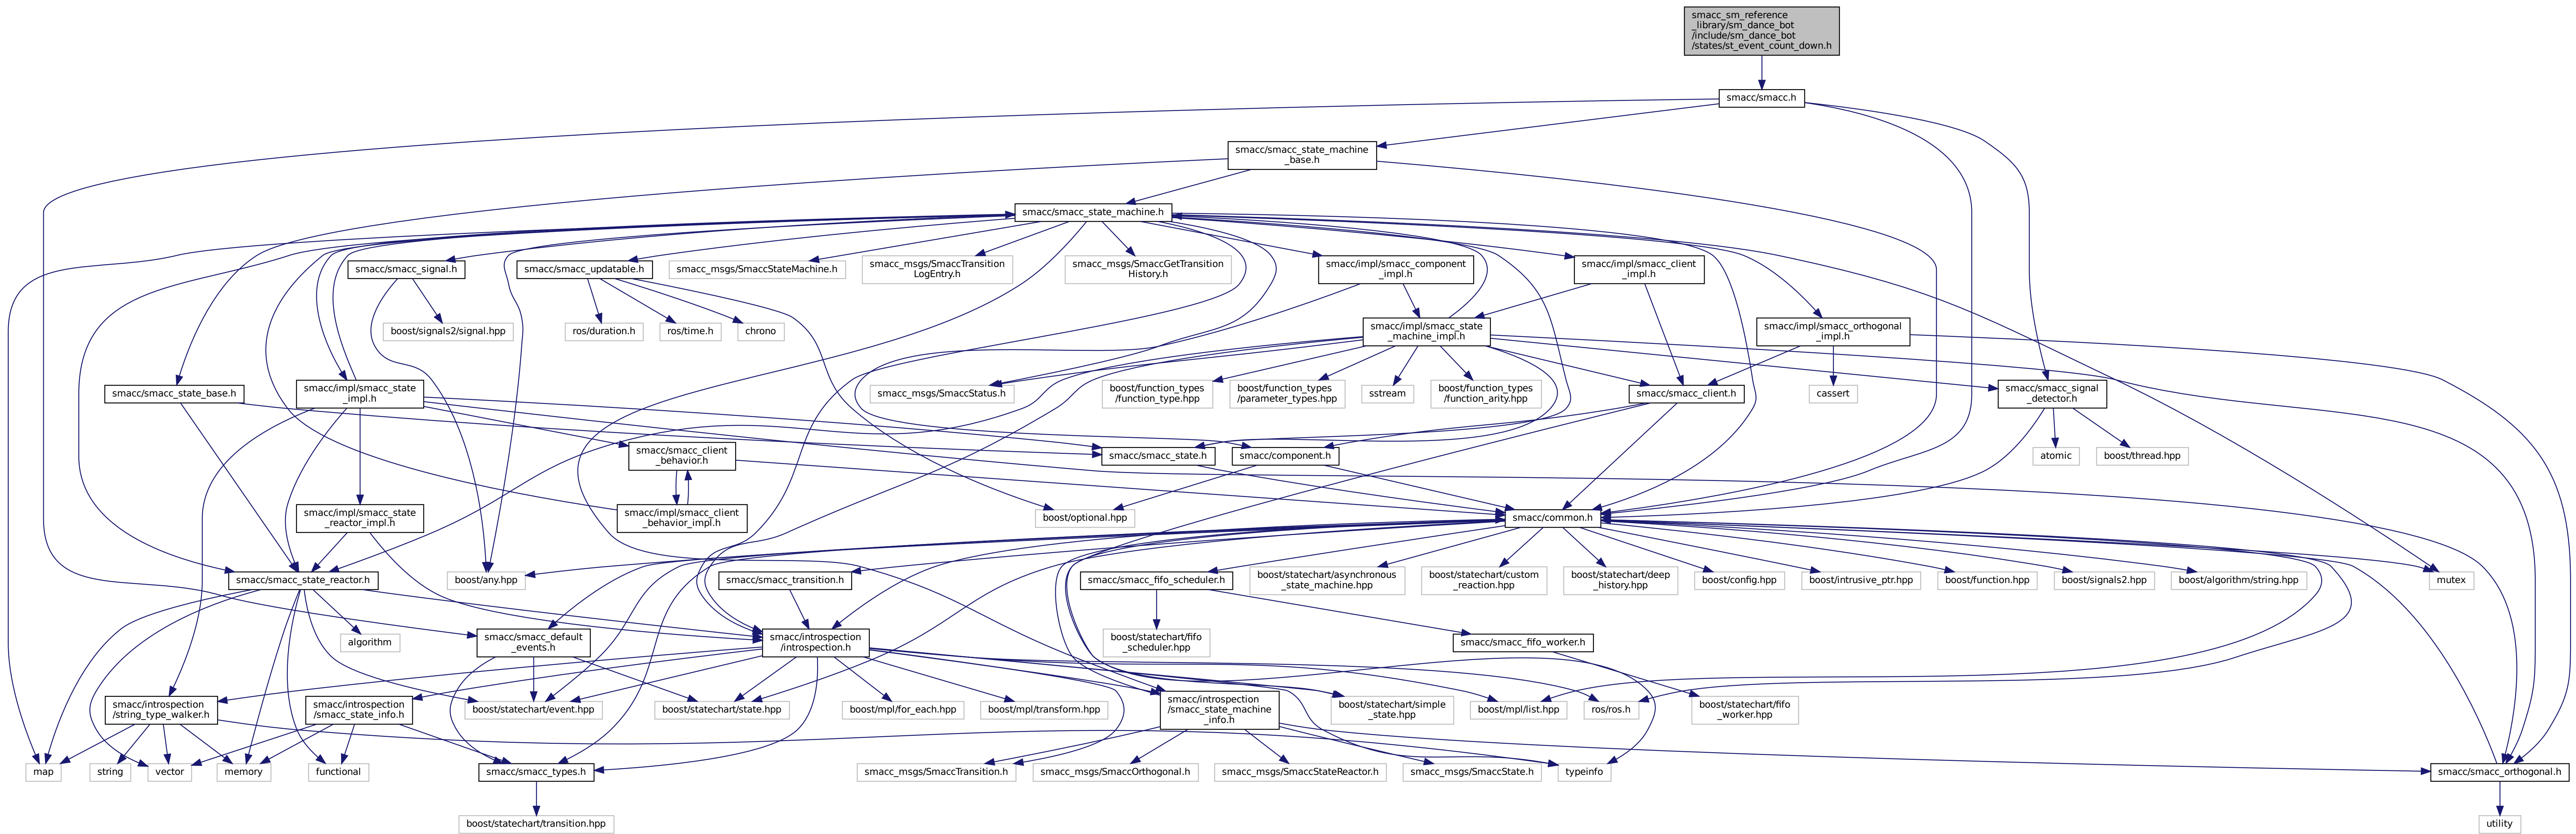 smacc_sm_reference
_library/sm_dance_bot
/include/sm_dance_bot
/states/st_event_count_down.h
smacc/smacc.h
smacc/smacc_state_machine
_base.h
smacc/smacc_state_machine.h
smacc/smacc_signal.h
smacc/smacc_updatable.h
smacc_msgs/SmaccStateMachine.h
smacc_msgs/SmaccTransition
LogEntry.h
smacc_msgs/SmaccGetTransition
History.h
smacc/impl/smacc_component
_impl.h
smacc/impl/smacc_client
_impl.h
boost/signals2/signal.hpp
ros/duration.h
ros/time.h
chrono
smacc/impl/smacc_state
_machine_impl.h
smacc/impl/smacc_orthogonal
_impl.h
smacc/smacc_state_base.h
smacc/impl/smacc_state
_impl.h
smacc_msgs/SmaccStatus.h
boost/function_types
/function_type.hpp
boost/function_types
/parameter_types.hpp
sstream
boost/function_types
/function_arity.hpp
smacc/smacc_client.h
cassert
smacc/smacc_signal
_detector.h
smacc/smacc_client
_behavior.h
smacc/smacc_state.h
smacc/component.h
atomic
boost/thread.hpp
smacc/impl/smacc_state
_reactor_impl.h
smacc/impl/smacc_client
_behavior_impl.h
boost/optional.hpp
smacc/common.h
smacc/smacc_state_reactor.h
boost/any.hpp
smacc/smacc_transition.h
smacc/smacc_fifo_scheduler.h
boost/statechart/asynchronous
_state_machine.hpp
boost/statechart/custom
_reaction.hpp
boost/statechart/deep
_history.hpp
boost/config.hpp
boost/intrusive_ptr.hpp
boost/function.hpp
boost/signals2.hpp
boost/algorithm/string.hpp
mutex
algorithm
smacc/smacc_default
_events.h
smacc/introspection
/introspection.h
boost/statechart/fifo
_scheduler.hpp
smacc/smacc_fifo_worker.h
smacc/introspection
/string_type_walker.h
smacc/introspection
/smacc_state_info.h
boost/statechart/event.hpp
boost/statechart/state.hpp
boost/mpl/for_each.hpp
boost/mpl/transform.hpp
smacc/introspection
/smacc_state_machine
_info.h
boost/statechart/simple
_state.hpp
boost/mpl/list.hpp
ros/ros.h
boost/statechart/fifo
_worker.hpp
map
string
vector
memory
functional
smacc/smacc_types.h
smacc_msgs/SmaccTransition.h
smacc_msgs/SmaccOrthogonal.h
smacc_msgs/SmaccStateReactor.h
smacc_msgs/SmaccState.h
typeinfo
smacc/smacc_orthogonal.h
boost/statechart/transition.hpp
utility